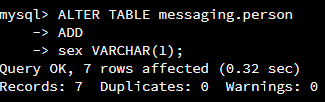 mysql> ALTER TABLE messaging.person
-> ADD
-> sex VARCHAR(1);
Query OK, 7 rows affected (0.32 sec)
Records: 7  Duplicates: 0  Warnings: 0